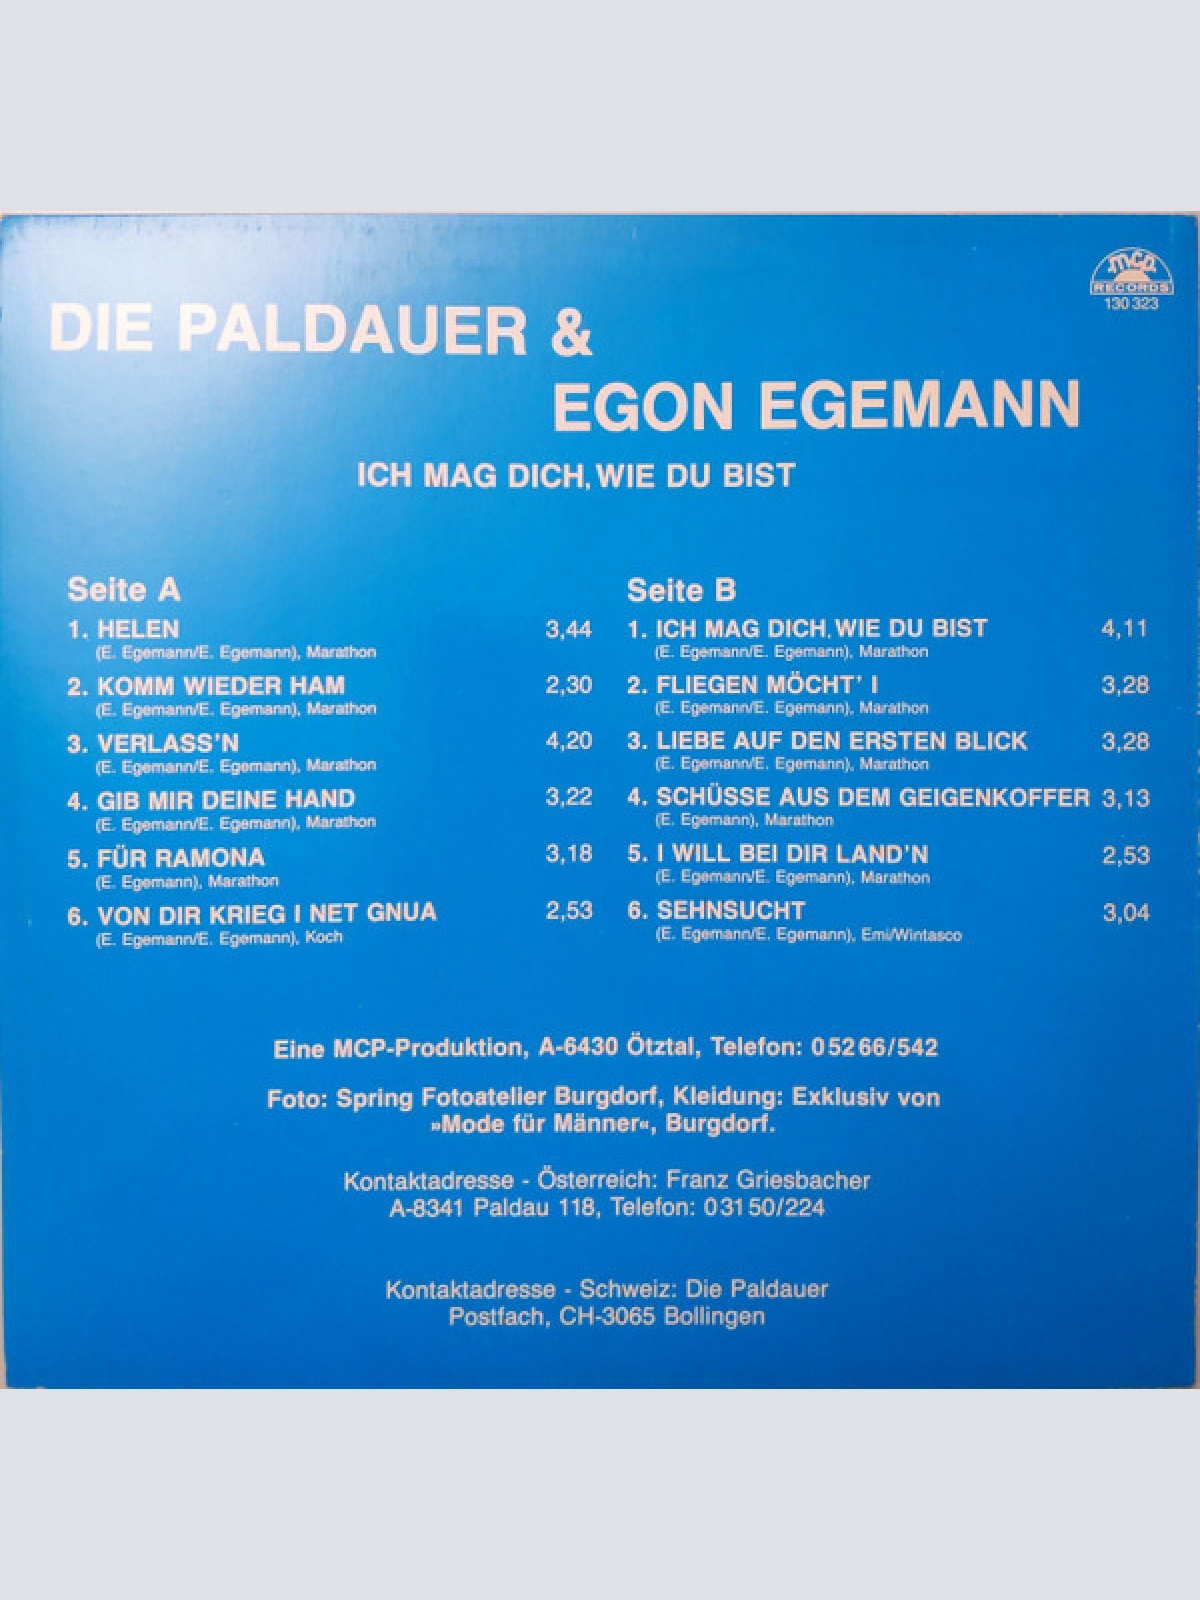 mcp
RECORDS
130 323
DIE PALDAUER &
EGON EGEMANN
ICH MAG DICH, WIE DU BIST
Seite A
1. HELEN 3,44
(E. Egemann/E. Egemann), Marathon
2. KOMM WIEDER HAM 2,30
(E. Egemann/E. Egemann), Marathon
3. VERLASS'N 4,20
(E. Egemann/E. Egemann), Marathon
4. GIB MIR DEINE HAND 3,22
(E. Egemann/E. Egemann), Marathon
5. FÜR RAMONA 3,18
(E. Egemann), Marathon
6. VON DIR KRIEG I NET GNUA 2,53
(E. Egemann/E. Egemann), Koch
Seite B
1. ICH MAG DICH, WIE DU BIST 4,11
(E. Egemann/E. Egemann), Marathon
2. FLIEGEN MÖCHT' I 3,28
(E. Egemann/E. Egemann), Marathon
3. LIEBE AUF DEN ERSTEN BLICK 3,28
(E. Egemann/E. Egemann), Marathon
4. SCHÜSSE AUS DEM GEIGENKOFFER 3,13
(E. Egemann), Marathon
5. I WILL BEI DIR LAND'N 2,53
(E. Egemann/E. Egemann), Marathon
6. SEHNSUCHT 3,04
(E. Egemann/E. Egemann), Emi/Wintasco
Eine MCP-Produktion, A-6430 Ötztal, Telefon: 0 52 66/542
Foto: Spring Fotoatelier Burgdorf, Kleidung: Exklusiv von
»Mode für Männer«, Burgdorf.
Kontaktadresse - Österreich: Franz Griesbacher
A-8341 Paldau 118, Telefon: 0 31 50/224
Kontaktadresse - Schweiz: Die Paldauer
Postfach, CH-3065 Bollingen